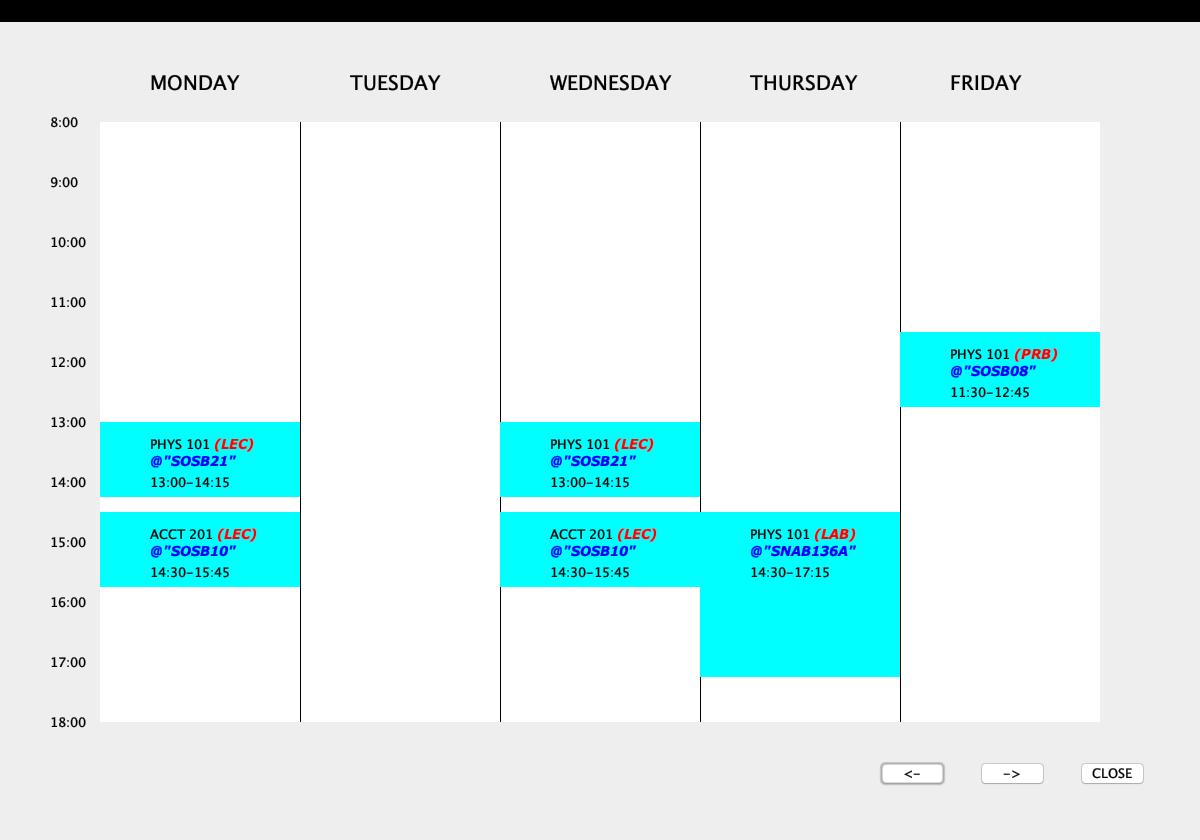 MONDAY TUESDAY WEDNESDAY THURSDAY FRIDAY
8:00
9:00
10:00
11:00
12:00
PHYS 101 (PRB)
@"SOSB08"
11:30-12:45
13:00
PHYS 101 (LEC)
@"SOSB21"
13:00-14:15
PHYS 101 (LEC)
@"SOSB21"
13:00-14:15
14:00
ACCT 201 (LEC)
@"SOSB10"
14:30-15:45
ACCT 201 (LEC)
@"SOSB10"
14:30-15:45
PHYS 101 (LAB)
@"SNAB136A"
14:30-17:15
15:00
16:00
17:00
18:00
<- -> CLOSE